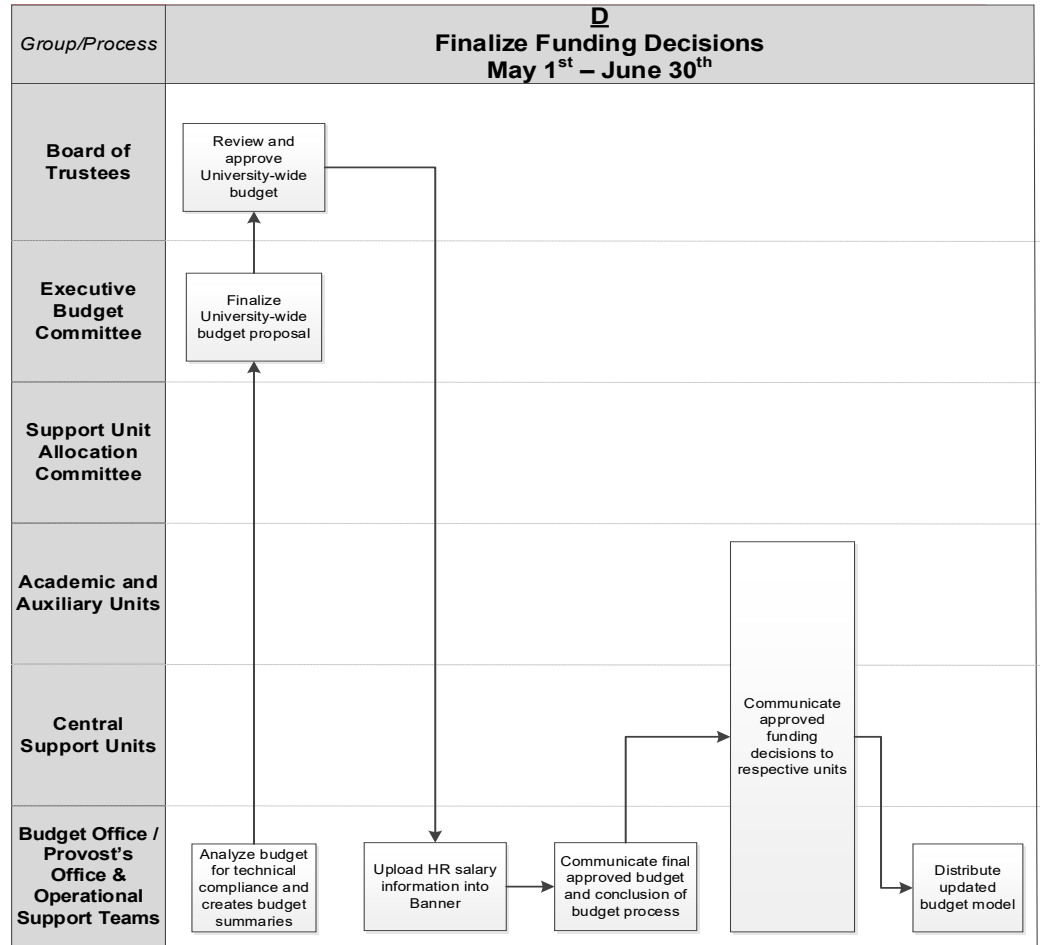 Group/Process
D
Finalize Funding Decisions
May 1st – June 30th
Board of
Trustees
Review and
approve
University-wide
budget
Executive
Budget
Committee
Finalize
University-wide
budget proposal
Support Unit
Allocation
Committee
Academic and
Auxiliary Units
Central
Support Units
Communicate
approved
funding
decisions to
respective units
Budget Office /
Provost's
Office &
Operational
Support Teams
Analyze budget
for technical
compliance and
creates budget
summaries
Upload HR salary
information into
Banner
Communicate final
approved budget
and conclusion of
budget process
Distribute
updated
budget model